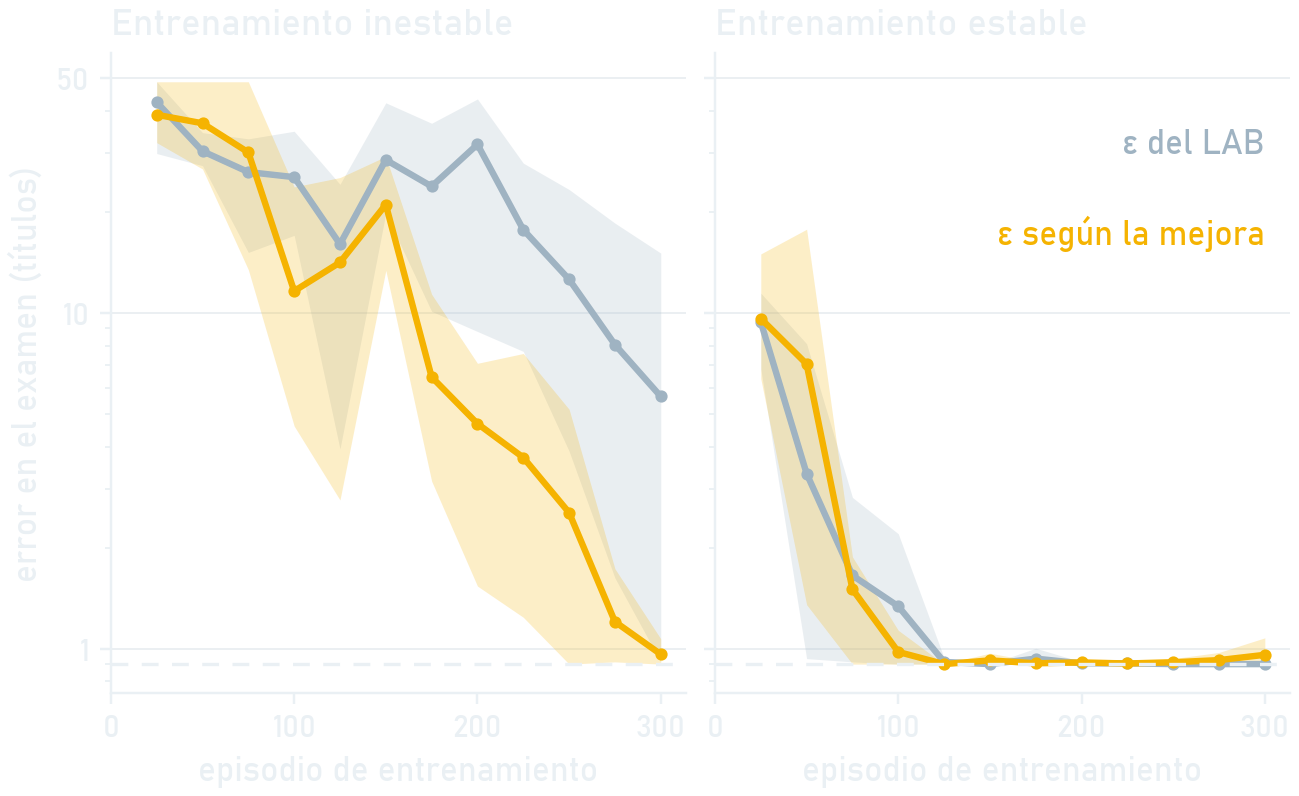 Entrenamiento inestable
Entrenamiento estable
50
10
1
error en el examen (títulos)
ε del LAB
ε según la mejora
0
100
200
300
0
100
200
300
episodio de entrenamiento
episodio de entrenamiento